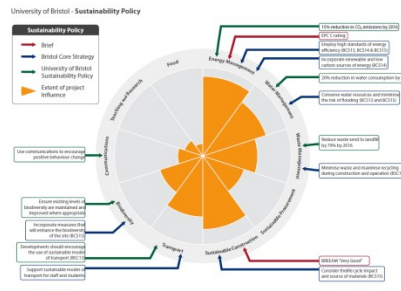 University of Bristol - Sustainability Policy
Sustainability Policy
Brief
Bristol Core Strategy
University of Bristol
Sustainability Policy
Extent of project
Influence
Food
Energy Management
Water Management
Waste Management
Sustainable Procurement
Sustainable Construction
Transport
Biodiversity
Communications
Teaching and Research
15% reduction in CO2 emissions by 2016
EPC C rating
Employ high standards of energy
efficiency (BCS13, BCS14 & BCS15)
Incorporate renewable and low
carbon sources of energy (BCS14)
20% reduction in water consumption by
Conserve water resources and minimise
the risk of flooding (BCS13 and BCS15)
Reduce waste send to landfill
by 70% by 2016
Minimise waste and maximise recycling
during construction and operation (BCS1
BREEAM "Very Good"
Consider the lifecycle impact
and source of materials (BCS15)
Use communications to encourage
positive behaviour change
Ensure existing levels of
biodiversity are maintained and
improved where appropriate
Incorporate measures that
will enhance the biodiversity
of the site (BCS15)
Developments should encourage
the use of sustainable modes
of transport (BSC13)
Support sustainable modes of
transport for staff and students